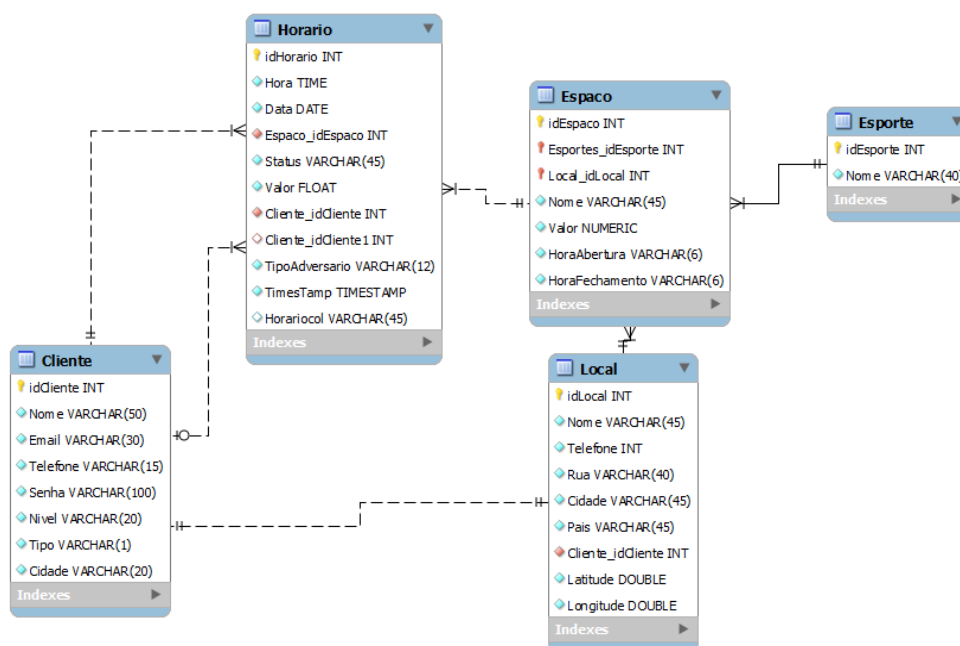 Horario
idHorario INT
Hora TIME
Data DATE
Espaco_idEspaco INT
Status VARCHAR(45)
Valor FLOAT
Cliente_idCliente INT
Cliente_idCliente1 INT
TipoAdversario VARCHAR(12)
TimesTamp TIMESTAMP
Horariocol VARCHAR(45)
Indexes
Espaco
idEspaco INT
Esportes_idEsporte INT
Local_idLocal INT
Nome VARCHAR(45)
Valor NUMERIC
HoraAbertura VARCHAR(6)
HoraFechamento VARCHAR(6)
Indexes
Esporte
idEsporte INT
Nome VARCHAR(40)
Indexes
Cliente
idCliente INT
Nome VARCHAR(50)
Email VARCHAR(30)
Telefone VARCHAR(15)
Senha VARCHAR(100)
Nivel VARCHAR(20)
Tipo VARCHAR(1)
Cidade VARCHAR(20)
Indexes
Local
idLocal INT
Nome VARCHAR(45)
Telefone INT
Rua VARCHAR(40)
Cidade VARCHAR(45)
Pais VARCHAR(45)
Cliente_idCliente INT
Latitude DOUBLE
Longitude DOUBLE
Indexes